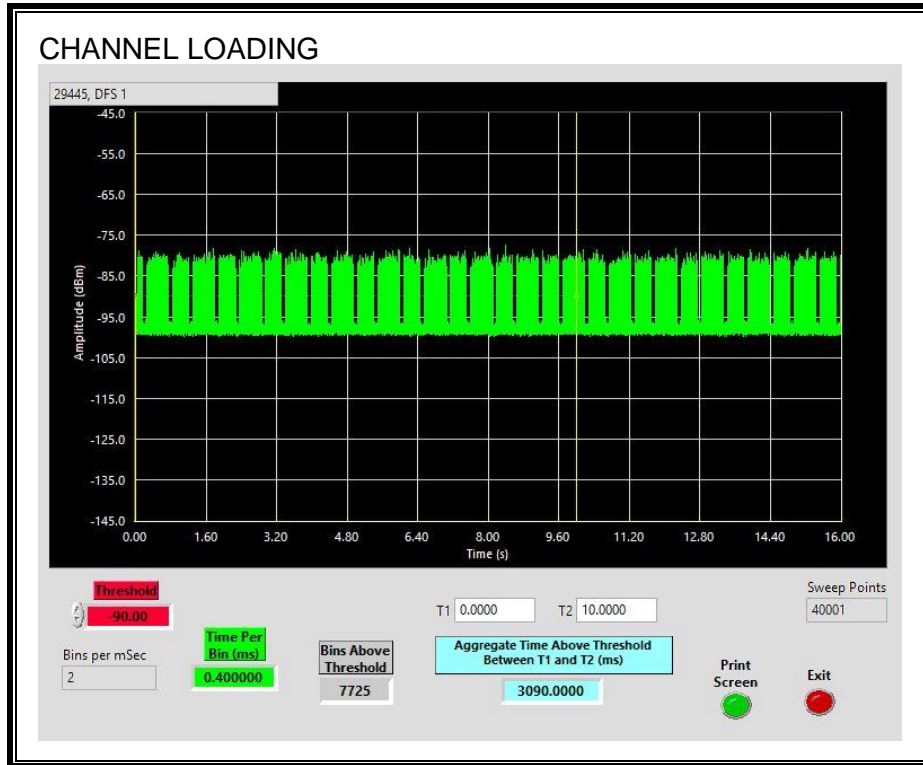 CHANNEL LOADING
29445, DFS 1
-45.0
-55.0
-65.0
-75.0
-85.0
-95.0
-105.0
-115.0
-125.0
-135.0
-145.0
Amplitude (dBm)
0.00 1.60 3.20 4.80 6.40 8.00 9.60 11.20 12.80 14.40 16.00
Time (s)
Threshold
-90.00
Bins per mSec
2
Time Per
Bin (ms)
0.400000
Bins Above
Threshold
7725
T1 0.0000 T2 10.0000
Aggregate Time Above Threshold
Between T1 and T2 (ms)
3090.0000
Sweep Points
40001
Print
Screen
Exit